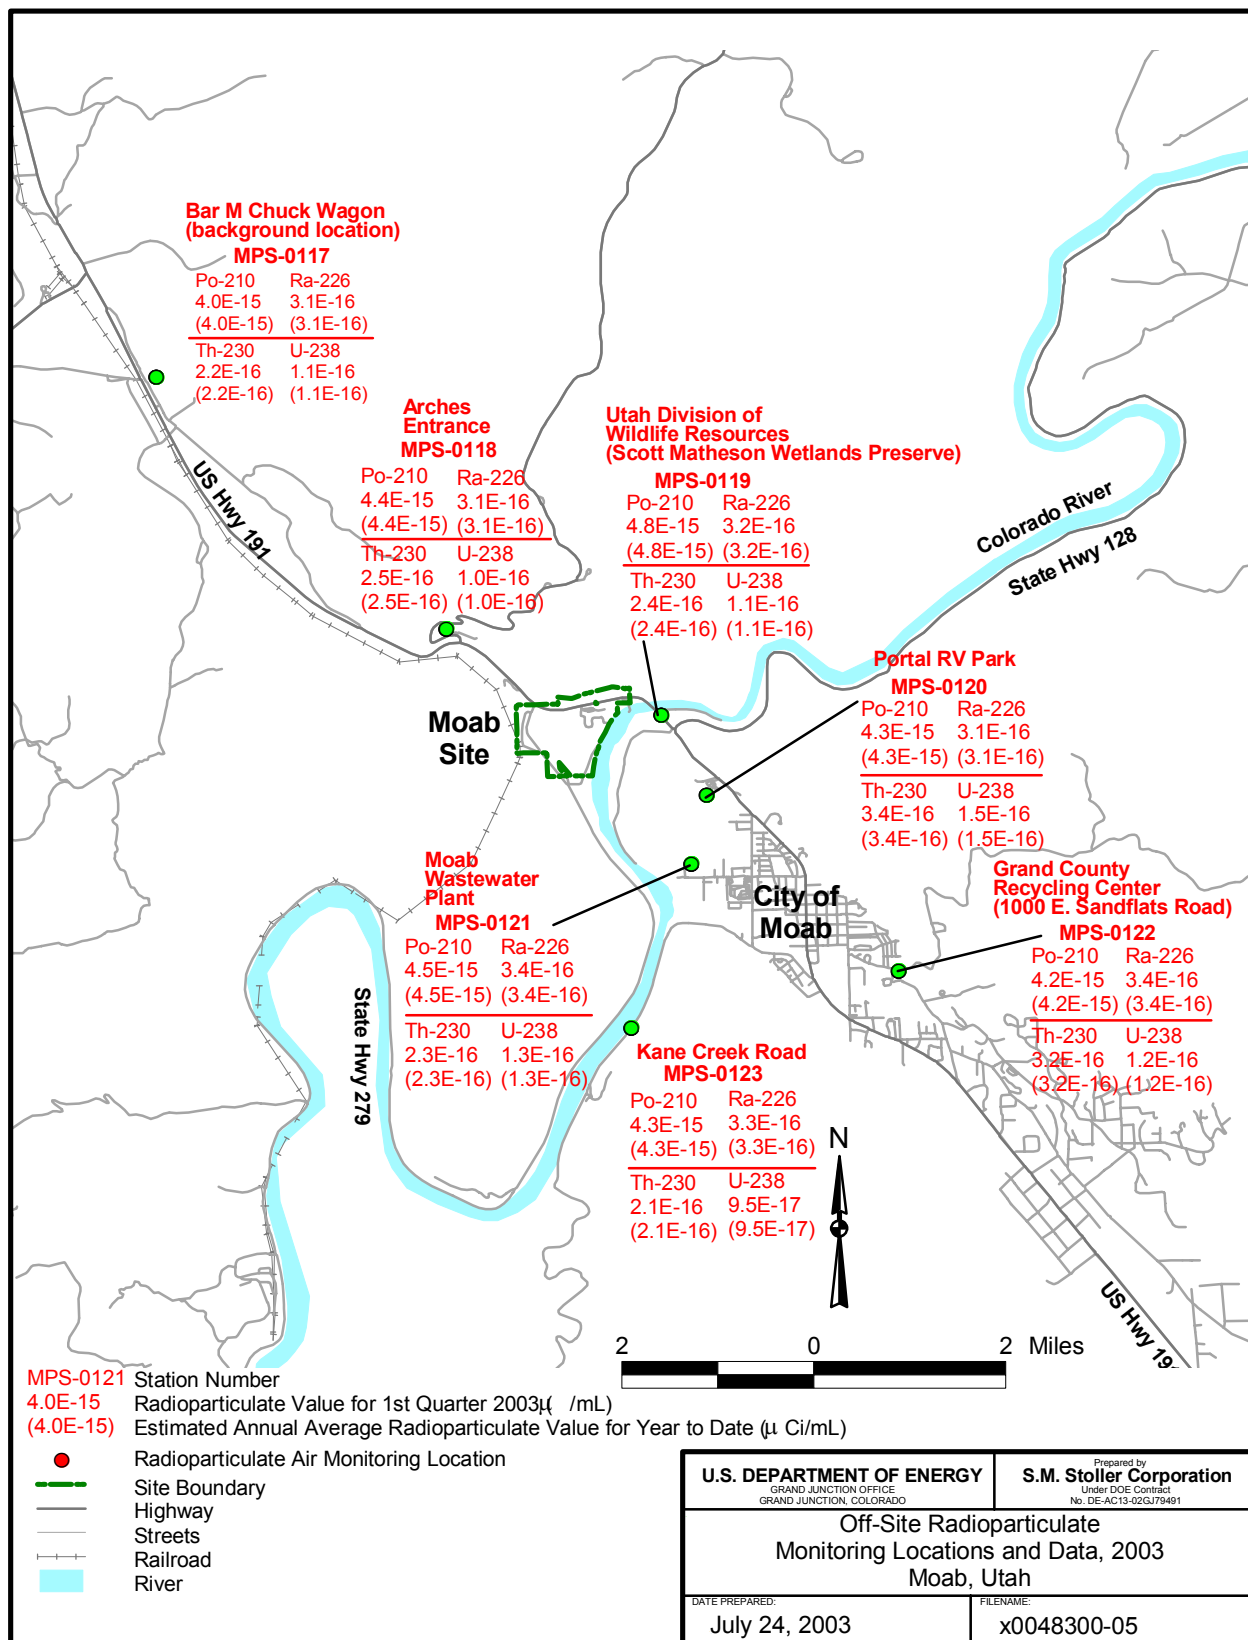 Bar M Chuck Wagon
(background location)
MPS-0117
Po-210 Ra-226
4.0E-15 3.1E-16
(4.0E-15) (3.1E-16)
Th-230 U-238
2.2E-16 1.1E-16
(2.2E-16) (1.1E-16)
Arches
Entrance
MPS-0118
Po-210 Ra-226
4.4E-15 3.1E-16
(4.4E-15) (3.1E-16)
Th-230 U-238
2.5E-16 1.0E-16
(2.5E-16) (1.0E-16)
Utah Division of
Wildlife Resources
(Scott Matheson Wetlands Preserve)
MPS-0119
Po-210 Ra-226
4.8E-15 3.2E-16
(4.8E-15) (3.2E-16)
Th-230 U-238
2.4E-16 1.1E-16
(2.4E-16) (1.1E-16)
US Hwy 191
Colorado River
State Hwy 128
Portal RV Park
MPS-0120
Po-210 Ra-226
4.3E-15 3.1E-16
(4.3E-15) (3.1E-16)
Th-230 U-238
3.4E-16 1.5E-16
(3.4E-16) (1.5E-16)
Moab
Site
Moab
Wastewater
Plant
MPS-0121
Po-210 Ra-226
4.5E-15 3.4E-16
(4.5E-15) (3.4E-16)
Th-230 U-238
2.3E-16 1.3E-16
(2.3E-16) (1.3E-16)
City of
Moab
Grand County
Recycling Center
(1000 E. Sandflats Road)
MPS-0122
Po-210 Ra-226
4.2E-15 3.4E-16
(4.2E-15) (3.4E-16)
Th-230 U-238
3.2E-16 1.2E-16
(3.2E-16) (1.2E-16)
State Hwy 279
Kane Creek Road
MPS-0123
Po-210 Ra-226
4.3E-15 3.3E-16
(4.3E-15) (3.3E-16)
Th-230 U-238
2.1E-16 9.5E-17
(2.1E-16) (9.5E-17)
N
US Hwy 19
2 0 2 Miles
MPS-0121 Station Number
4.0E-15 Radioparticulate Value for 1st Quarter 2003μ( /mL)
(4.0E-15) Estimated Annual Average Radioparticulate Value for Year to Date (μ Ci/mL)
Radioparticulate Air Monitoring Location
Site Boundary
Highway
Streets
Railroad
River
U.S. DEPARTMENT OF ENERGY
GRAND JUNCTION OFFICE
GRAND JUNCTION, COLORADO
Prepared by
S.M. Stoller Corporation
Under DOE Contract
No. DE-AC13-02GJ79491
Off-Site Radioparticulate
Monitoring Locations and Data, 2003
Moab, Utah
DATE PREPARED:
July 24, 2003
FILENAME:
x0048300-05